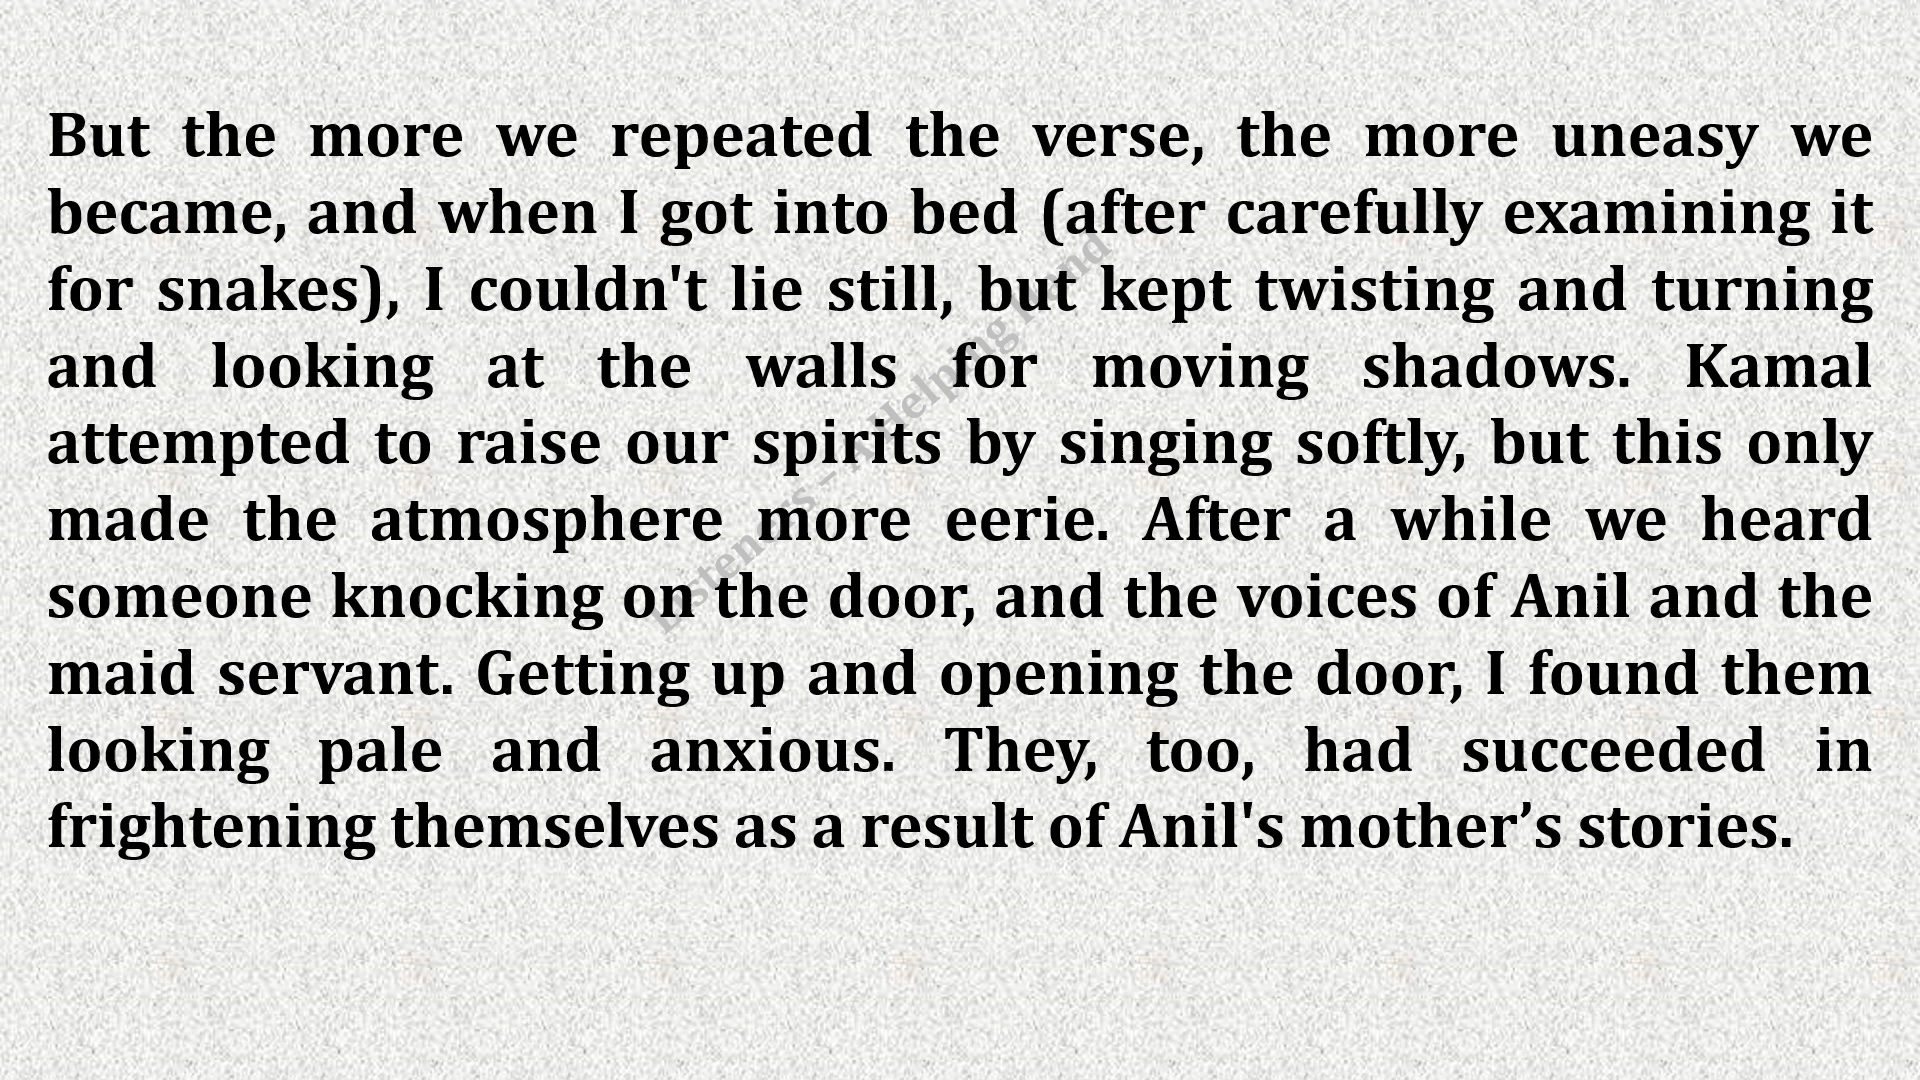 But the more we repeated the verse, the more uneasy we
became, and when I got into bed (after carefully examining it
for snakes), I couldn't lie still, but kept twisting and turning
and looking at the walls for moving shadows. Kamal
attempted to raise our spirits by singing softly, but this only
made the atmosphere more eerie. After a while we heard
someone knocking on the door, and the voices of Anil and the
maid servant. Getting up and opening the door, I found them
looking pale and anxious. They, too, had succeeded in
frightening themselves as a result of Anil's mother’s stories.